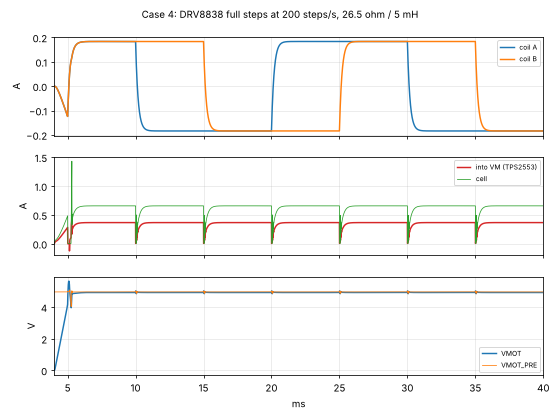 Case 4: DRV8838 full steps at 200 steps/s, 26.5 ohm / 5 mH
0.2
0.1
0.0
−0.1
−0.2
A
coil A
coil B
1.5
1.0
0.5
0.0
A
into VM (TPS2553)
cell
4
2
0
V
VMOT
VMOT_PRE
5 10 15 20 25 30 35 40
ms